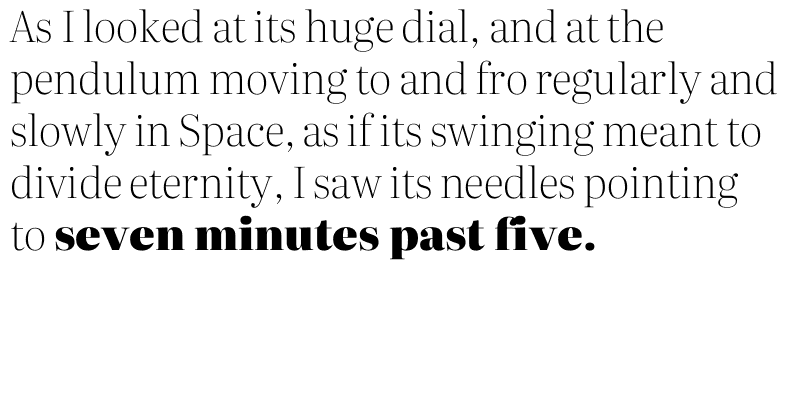 As I looked at its huge dial, and at the
pendulum moving to and fro regularly and
slowly in Space, as if its swinging meant to
divide eternity, I saw its needles pointing
to seven minutes past five.